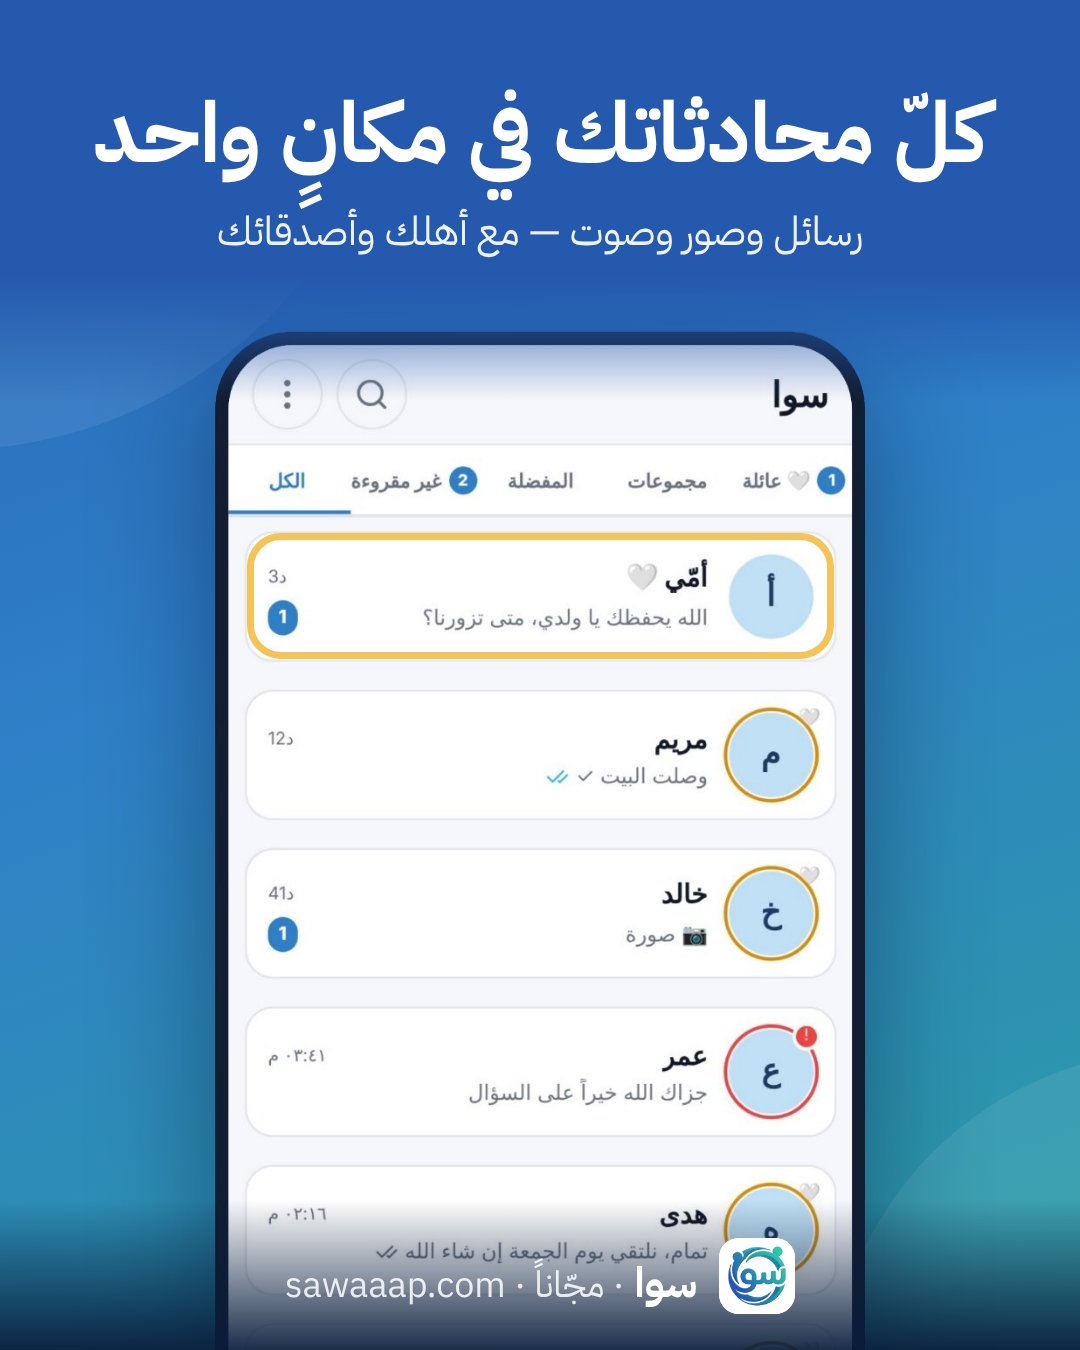 كلّ محادثاتك في مكانٍ واحد
رسائل وصور وصوت — مع أهلك وأصدقائك
سوا
1 🤍 عائلة
مجموعات
المفضلة
2 غير مقروءة
الكل
أ
أمّي 🤍
3د
الله يحفظك يا ولدي، متى تزورنا؟
1
م
مريم
12د
وصلت البيت ✓
خ
خالد
41د
📷 صورة
1
ع
!
عمر
٠٣:٤١ م
جزاك الله خيراً على السؤال
ه
هدى
٠٢:١٦ م
تمام، نلتقي يوم الجمعة إن شاء الله
سوا
سوا · مجّاناً · sawaaap.com